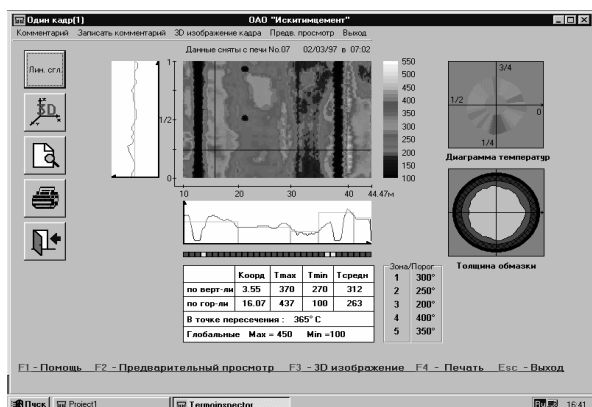 Один кадр(1) ОАО "Искитимцемент"
Комментарий Записать комментарий 3D изображение кадра Предв. просмотр Выход
Данные сняты с печи No.07 02/03/97 в 07:02
Лин. сгл.
3D
1
1/2
0
10 20 30 40 44.47м
550
500
450
400
350
300
250
200
150
100
3/4
1/2
0
1/4
Диаграмма температур
Толщина обмазки
Коорд Tmax Tmin Tсредн
по верт-ли 3.55 370 270 312
по гор-ли 16.07 437 100 263
В точке пересечения : 365° С
Глобальные Max = 450 Min =100
Зона/Порог
1 300°
2 250°
3 200°
4 400°
5 350°
F1 - Помощь F2 - Предварительный просмотр F3 - 3D изображение F4 - Печать Esc - Выход
Пуск Project1 Termoinspector Ru 16:41